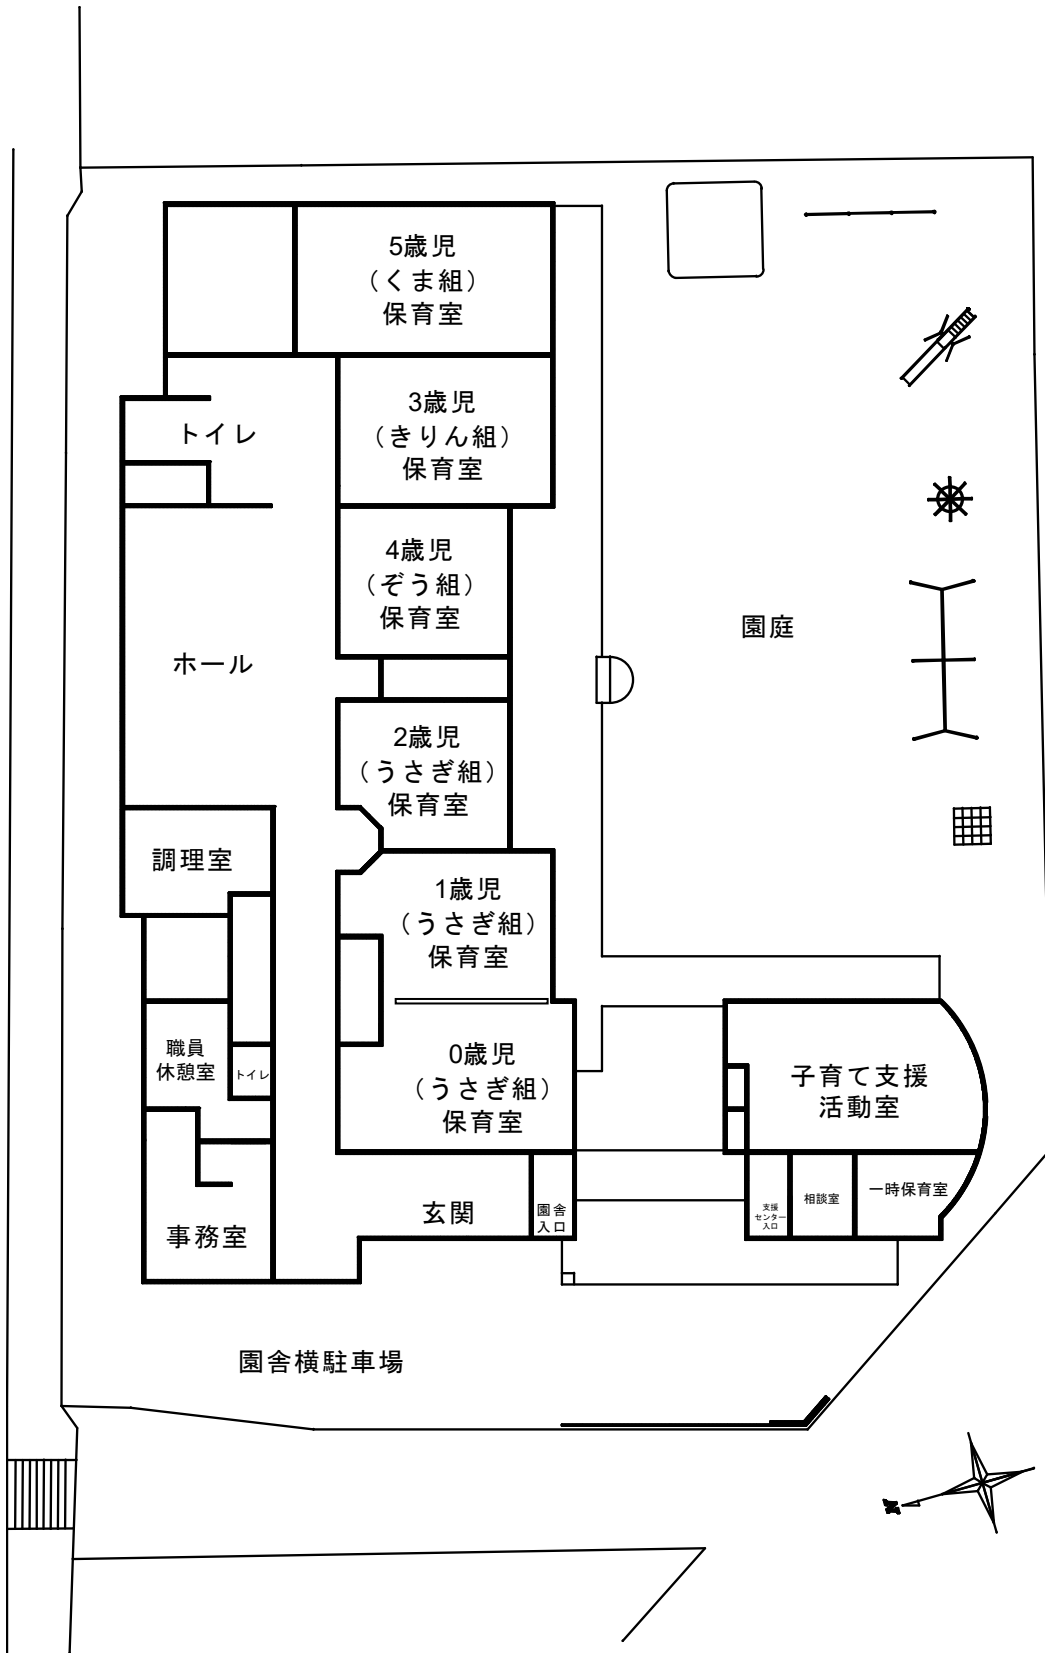 5歳児
（くま組）
保育室
3歳児
（きりん組）
保育室
トイレ
4歳児
（ぞう組）
保育室
園庭
ホール
2歳児
（うさぎ組）
保育室
調理室
1歳児
（うさぎ組）
保育室
職員
休憩室
トイレ
0歳児
（うさぎ組）
保育室
子育て支援
活動室
事務室
玄関
園舎
入口
支援
センター
入口
相談室
一時保育室
園舎横駐車場
N